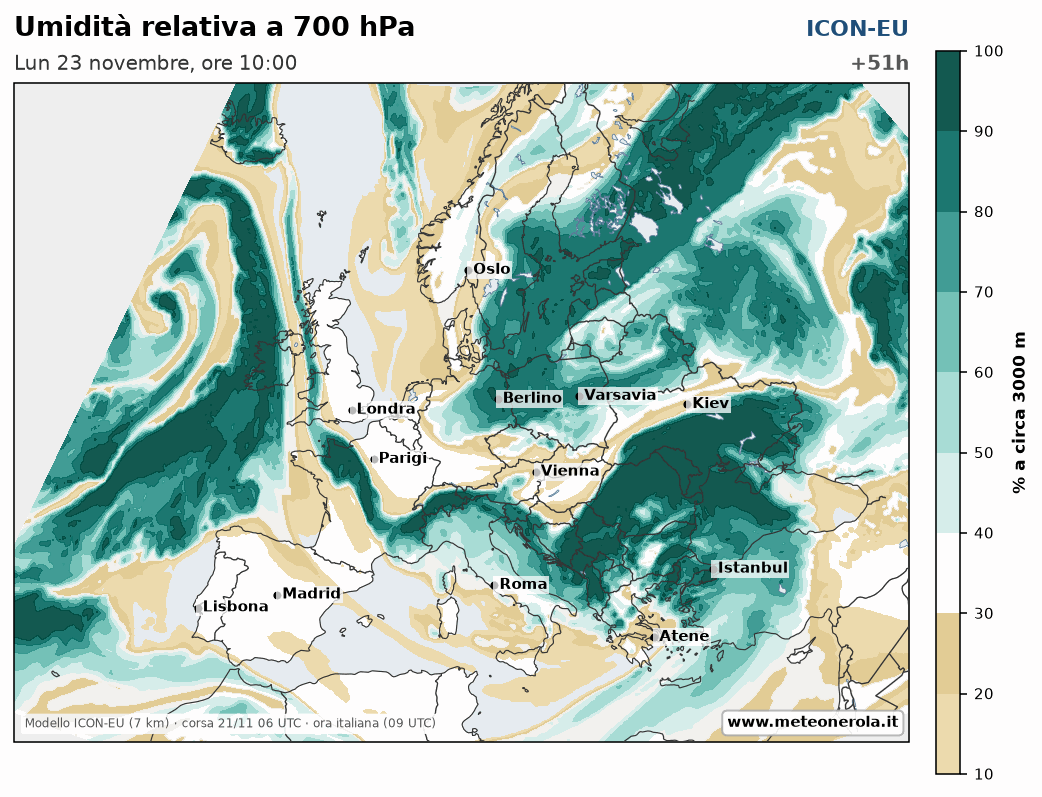 Umidità relativa a 700 hPa
ICON-EU
Lun 23 novembre, ore 10:00
+51h
100
90
80
70
60
50
40
30
20
10
% a circa 3000 m
Oslo
Berlino
Varsavia
Kiev
Londra
Parigi
Vienna
Istanbul
Roma
Madrid
Lisbona
Atene
Modello ICON-EU (7 km) · corsa 21/11 06 UTC · ora italiana (09 UTC)
www.meteonerola.it